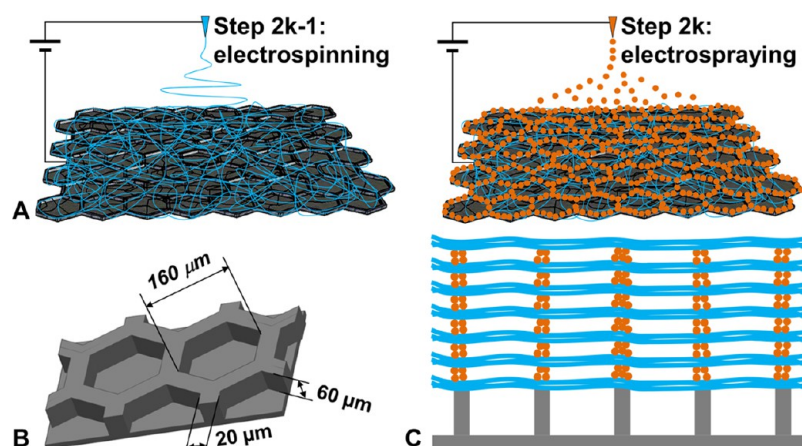 Step 2k-1:
electrospinning
A
Step 2k:
electrospraying
160 µm
60 µm
20 µm
B
C